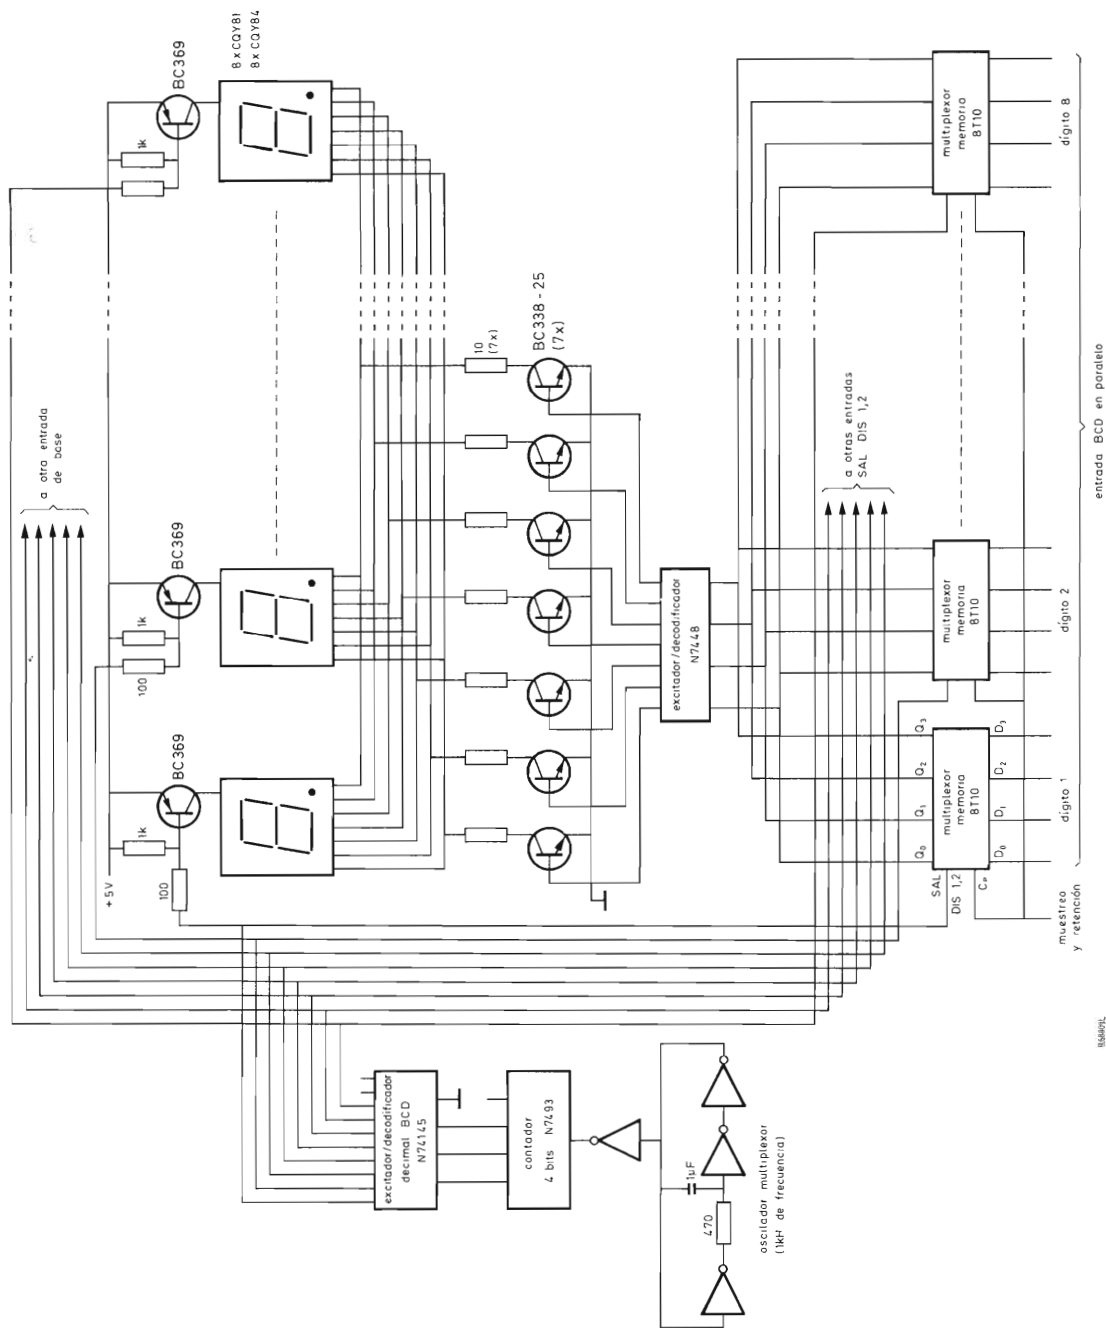 8 x CQY81
8 x CQY84
BC369
1k
a otra entrada
de base
BC369
1k
100
BC369
1k
100
+ 5V
10
(7x)
BC338 - 25
(7x)
excitador/decodificador
N7448
a otras entradas
SAL DIS 1,2
multiplexor
memoria
8T10
dígito 8
multiplexor
memoria
8T10
dígito 2
Q0
Q1
Q2
Q3
multiplexor
memoria
8T10
D0
D1
D2
D3
dígito 1
SAL
DIS 1,2
CP
muestreo
y retención
entrada BCD en paralelo
excitador/decodificador
decimal BCD
N74145
contador
4 bits N7493
1µF
470
oscilador multiplexor
(1kH de frecuencia)